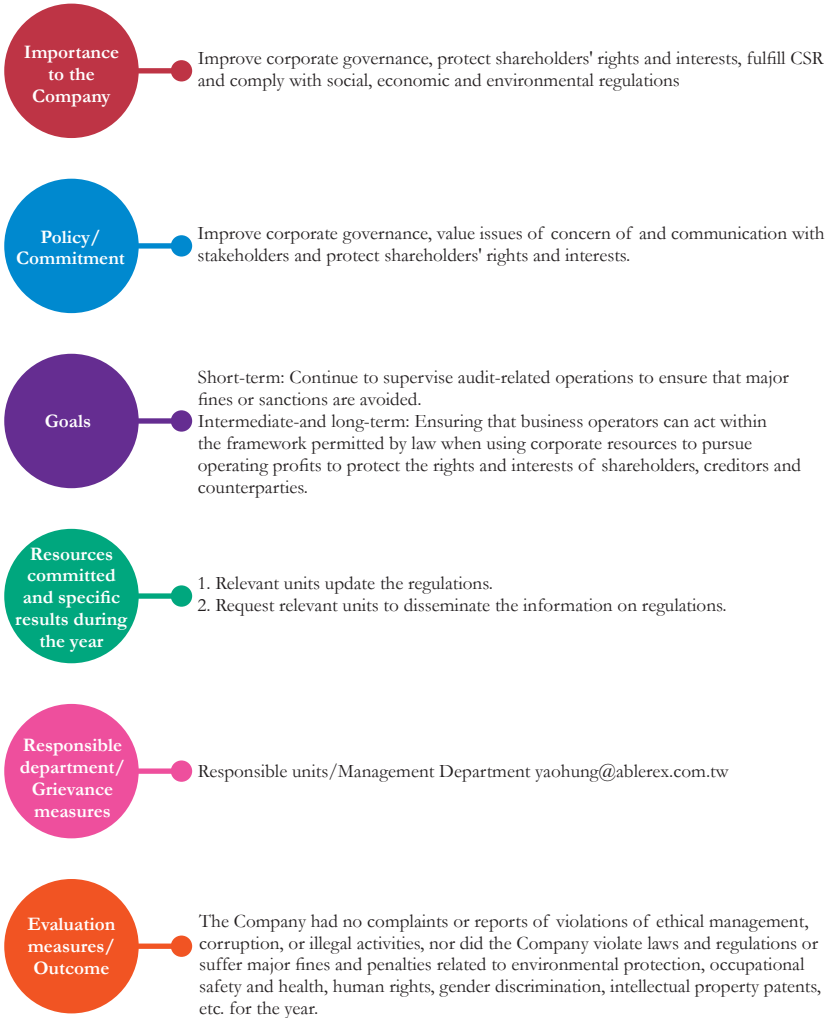 Importance
to the
Company
Improve corporate governance, protect shareholders' rights and interests, fulfill CSR
and comply with social, economic and environmental regulations
Policy/
Commitment
Improve corporate governance, value issues of concern of and communication with
stakeholders and protect shareholders' rights and interests.
Goals
Short-term: Continue to supervise audit-related operations to ensure that major
fines or sanctions are avoided.
Intermediate-and long-term: Ensuring that business operators can act within
the framework permitted by law when using corporate resources to pursue
operating profits to protect the rights and interests of shareholders, creditors and
counterparties.
Resources
committed
and specific
results during
the year
1. Relevant units update the regulations.
2. Request relevant units to disseminate the information on regulations.
Responsible
department/
Grievance
measures
Responsible units/Management Department yaohung@ablerex.com.tw
Evaluation
measures/
Outcome
The Company had no complaints or reports of violations of ethical management,
corruption, or illegal activities, nor did the Company violate laws and regulations or
suffer major fines and penalties related to environmental protection, occupational
safety and health, human rights, gender discrimination, intellectual property patents,
etc. for the year.